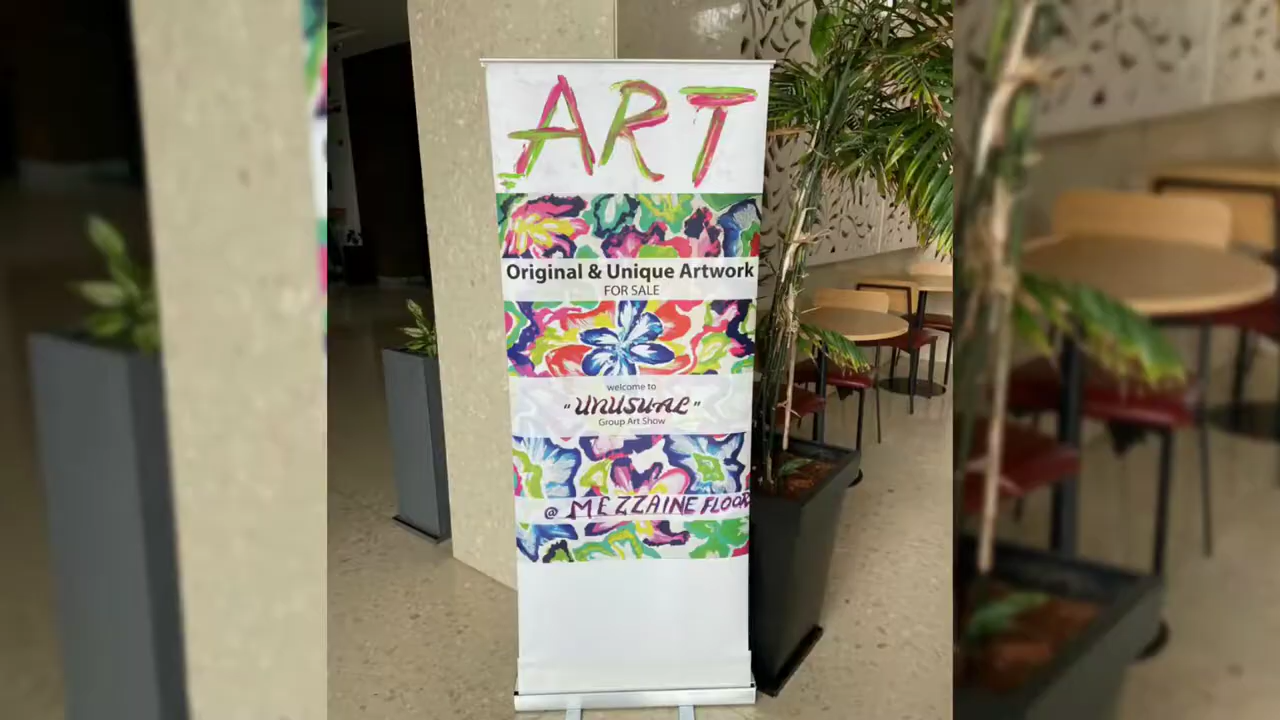 ART
Original & Unique Artwork
FOR SALE
welcome to
"UNUSUAL"
Group Art Show
@ MEZZAINE FLOOR